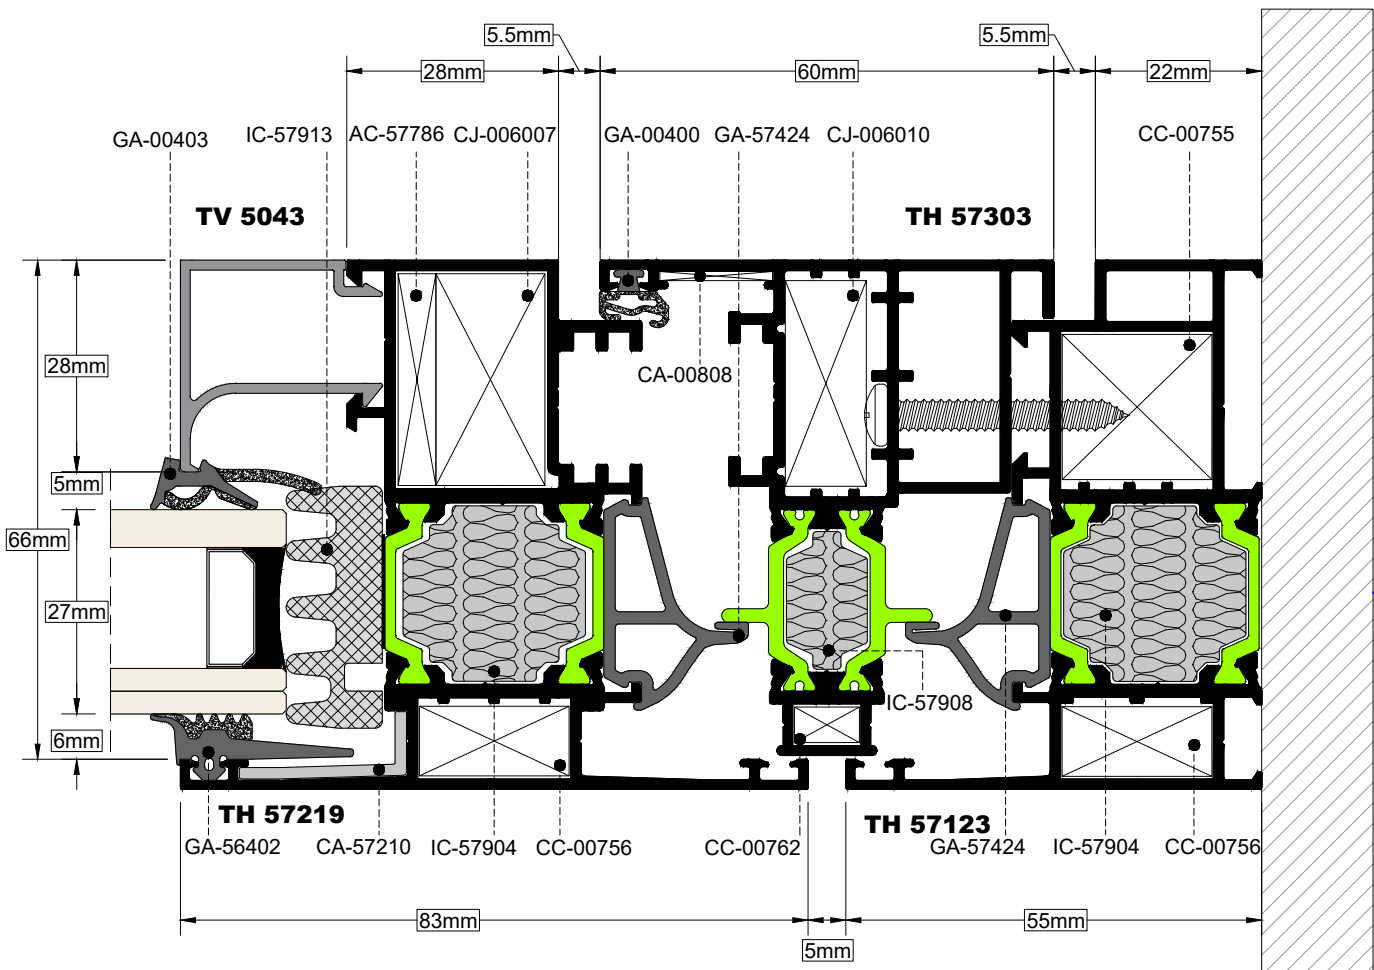 5.5mm 5.5mm
28mm 60mm 22mm
GA-00403 IC-57913 AC-57786 CJ-006007 GA-00400 GA-57424 CJ-006010 CC-00755
TV 5043 TH 57303
28mm
CA-00808
5mm
66mm
27mm
IC-57908
6mm
TH 57219 TH 57123
GA-56402 CA-57210 IC-57904 CC-00756 CC-00762 GA-57424 IC-57904 CC-00756
83mm 55mm
5mm